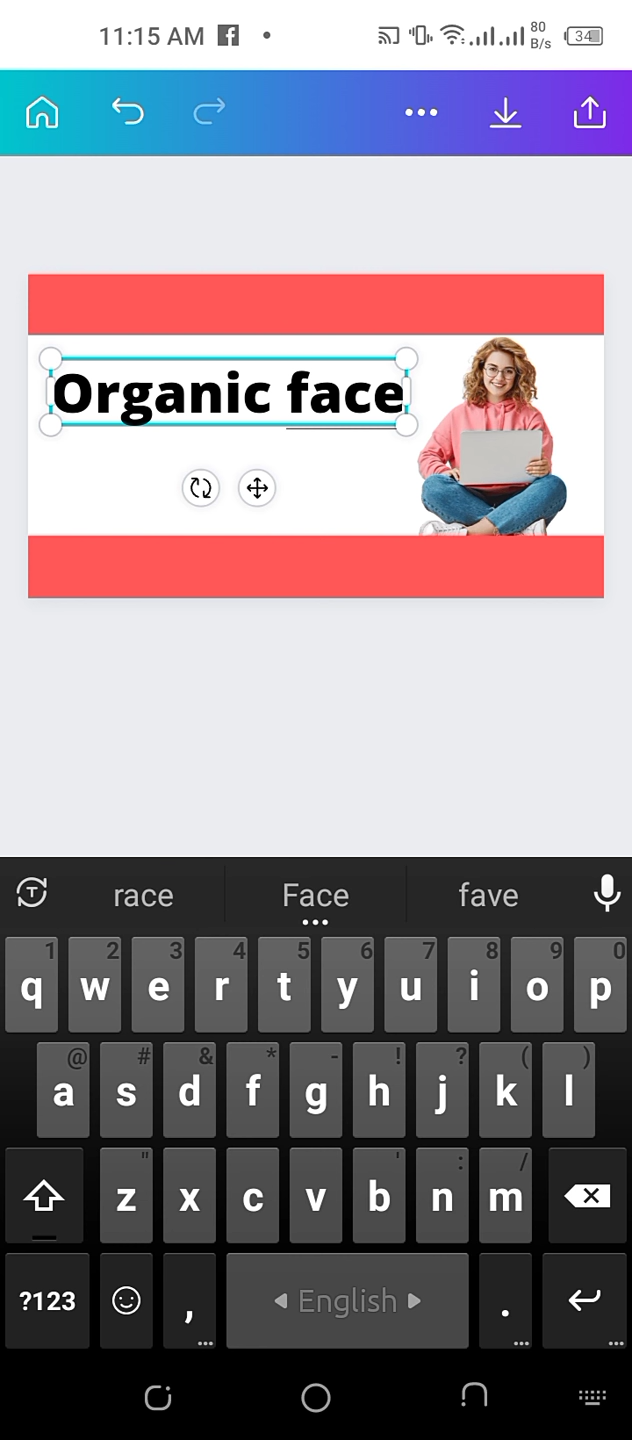 11:15 AM
80
B/s
34
Organic face
race Face fave
1 2 3 4 5 6 7 8 9 0
q w e r t y u i o p
@ # & * - ! ? ( )
a s d f g h j k l
" ' : /
z x c v b n m
?123 , English .